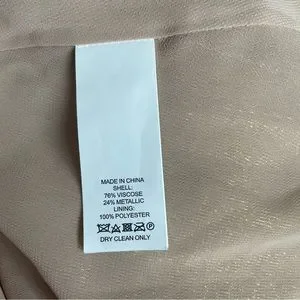 MADE IN CHINA
SHELL:
76% VISCOSE
24% METALLIC
LINING:
100% POLYESTER
DRY CLEAN ONLY